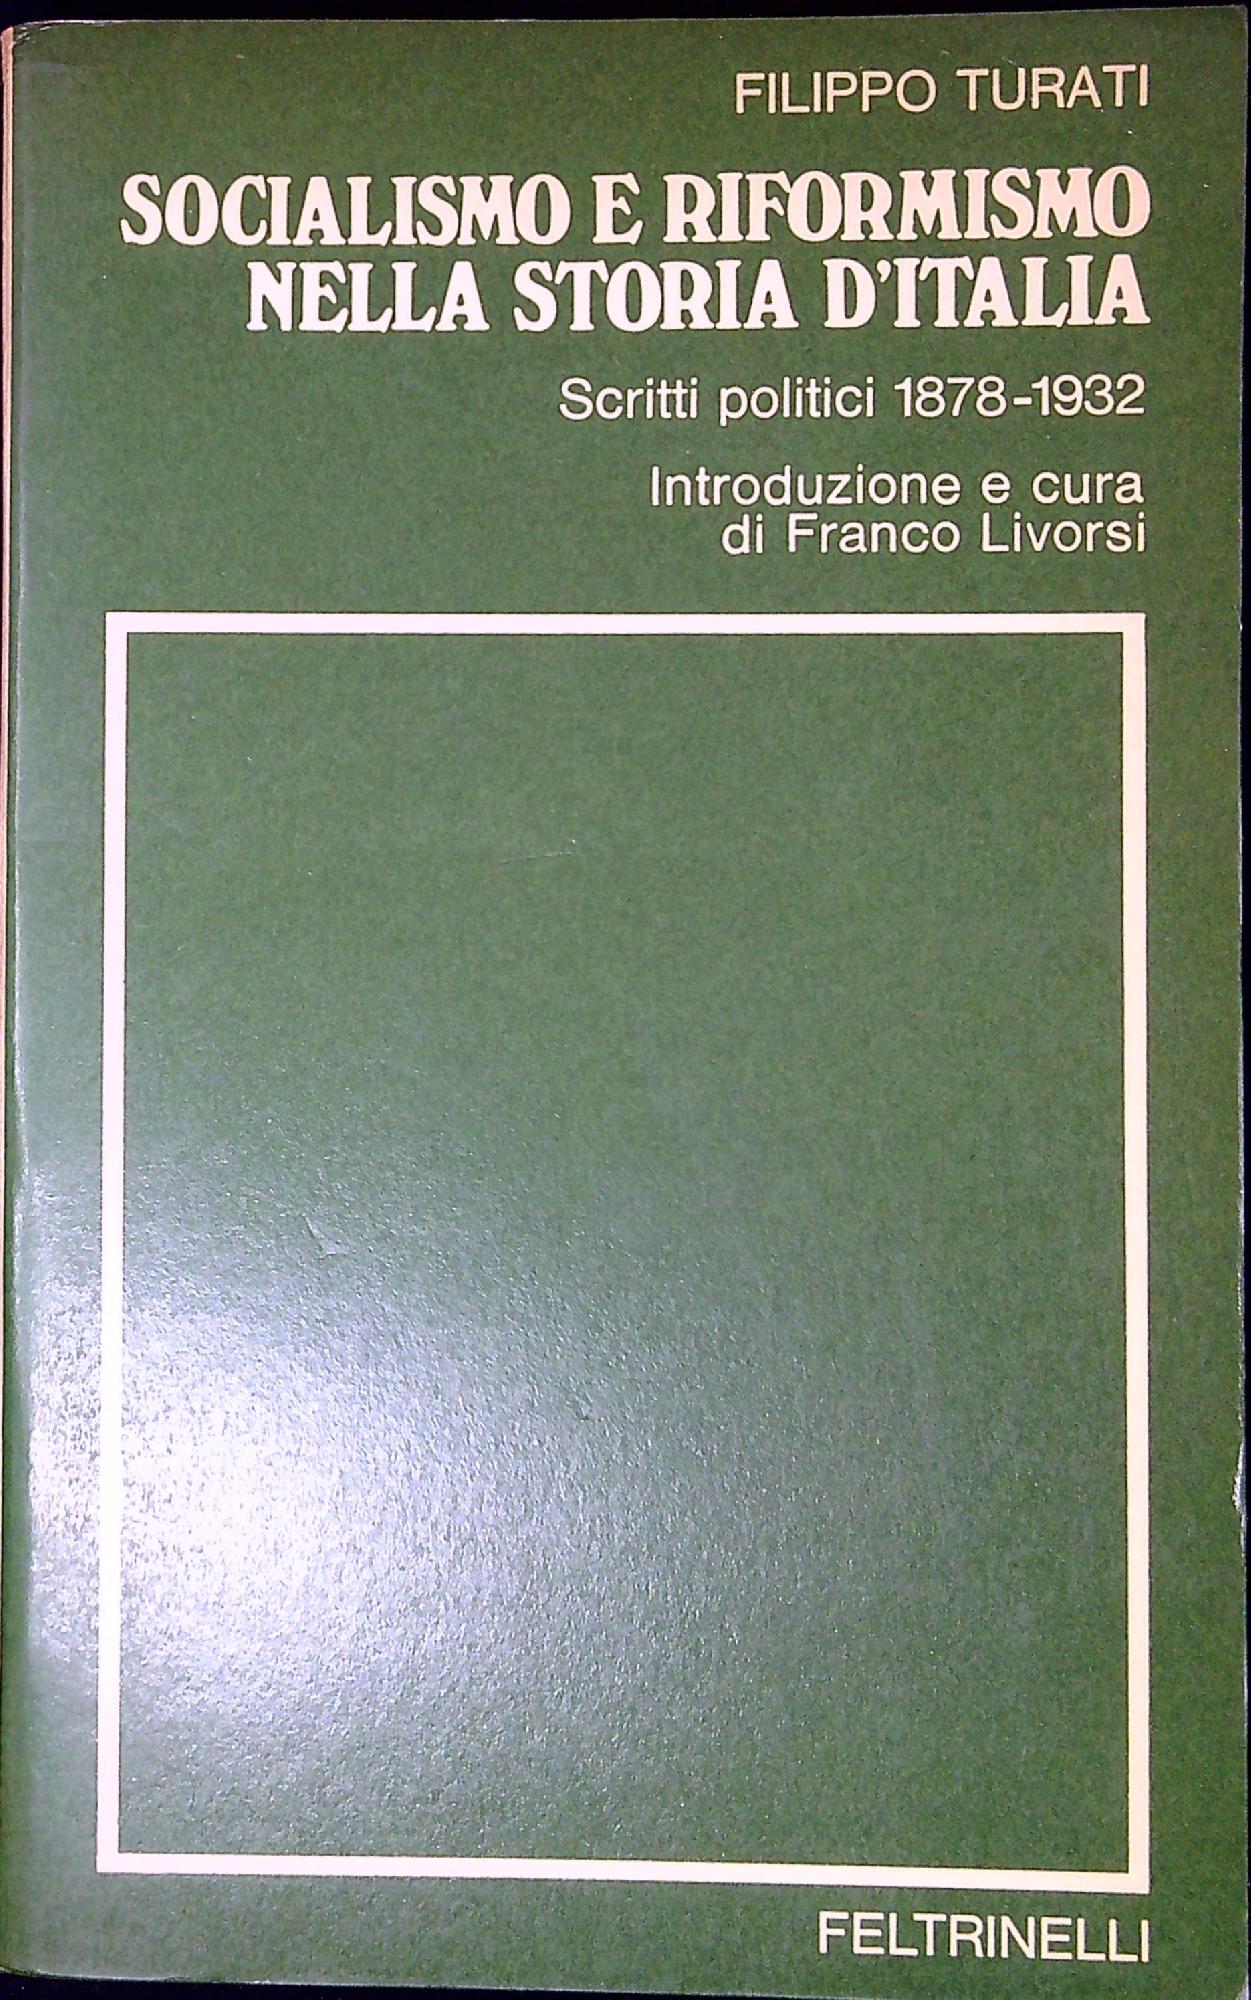 FILIPPO TURATI
SOCIALISMO E RIFORMISMO
NELLA STORIA D'ITALIA
Scritti politici 1878-1932
Introduzione e cura
di Franco Livorsi
FELTRINELLI